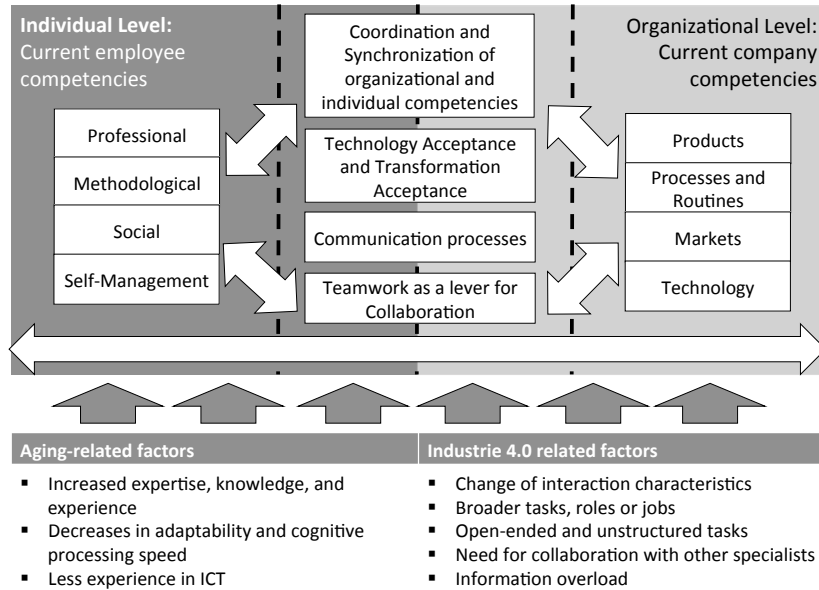 Individual Level:
Current employee
competencies
Professional
Methodological
Social
Self-Management
Coordination and
Synchronization of
organizational and
individual competencies
Technology Acceptance
and Transformation
Acceptance
Communication processes
Teamwork as a lever for
Collaboration
Organizational Level:
Current company
competencies
Products
Processes and
Routines
Markets
Technology
Aging-related factors
▪ Increased expertise, knowledge, and
experience
▪ Decreases in adaptability and cognitive
processing speed
▪ Less experience in ICT
Industrie 4.0 related factors
▪ Change of interaction characteristics
▪ Broader tasks, roles or jobs
▪ Open-ended and unstructured tasks
▪ Need for collaboration with other specialists
▪ Information overload